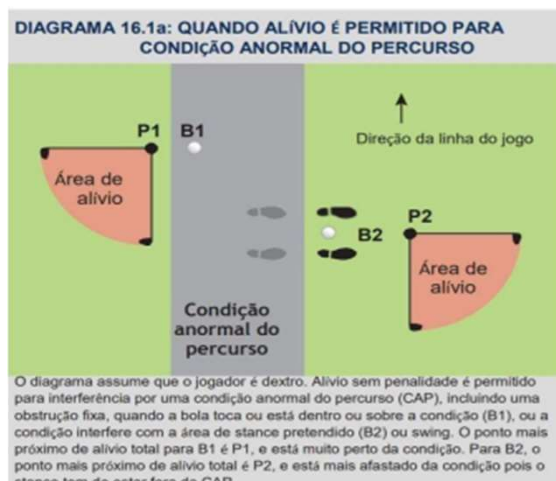 DIAGRAMA 16.1a: QUANDO ALÍVIO É PERMITIDO PARA
CONDIÇÃO ANORMAL DO PERCURSO
P1 B1
Direção da linha do jogo
Área de
alívio
B2
P2
Área de
alívio
Condição
anormal do
percurso
O diagrama assume que o jogador é dextro. Alívio sem penalidade é permitido
para interferência por uma condição anormal do percurso (CAP), incluindo uma
obstrução fixa, quando a bola toca ou está dentro ou sobre a condição (B1), ou a
condição interfere com a área de stance pretendido (B2) ou swing. O ponto mais
próximo de alívio total para B1 é P1, e está muito perto da condição. Para B2, o
ponto mais próximo de alívio total é P2, e está mais afastado da condição pois o